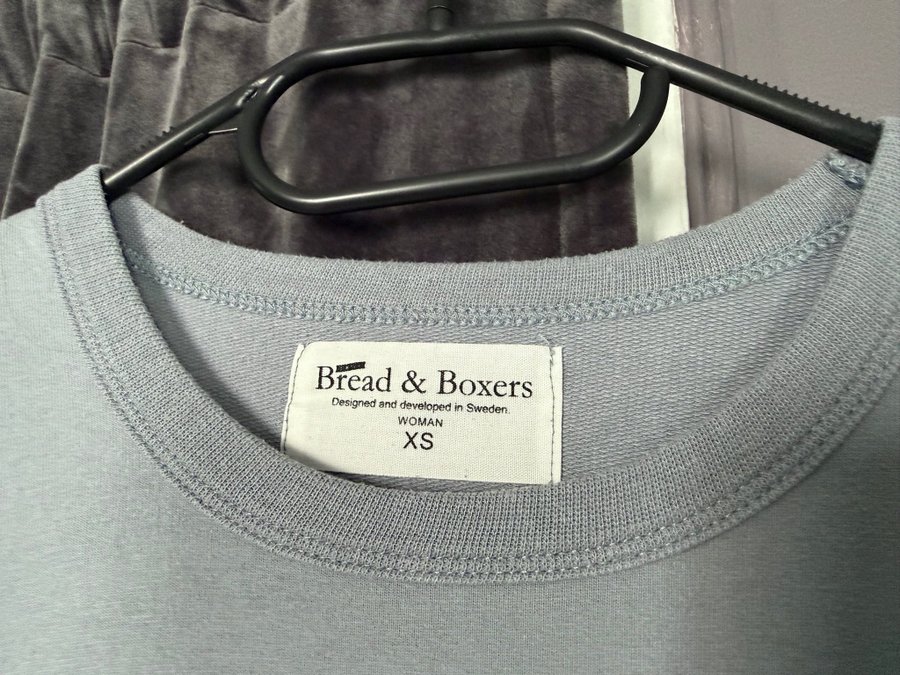 Bread & Boxers
Designed and developed in Sweden.
WOMAN
XS